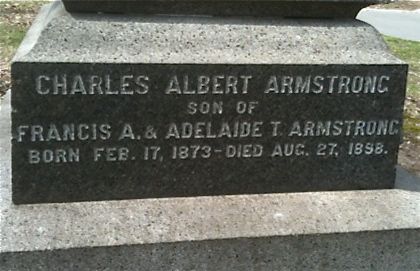 CHARLES ALBERT ARMSTRONG
SON OF
FRANCIS A. & ADELAIDE T. ARMSTRONG
BORN FEB. 17, 1873 - DIED AUG. 27, 1898.